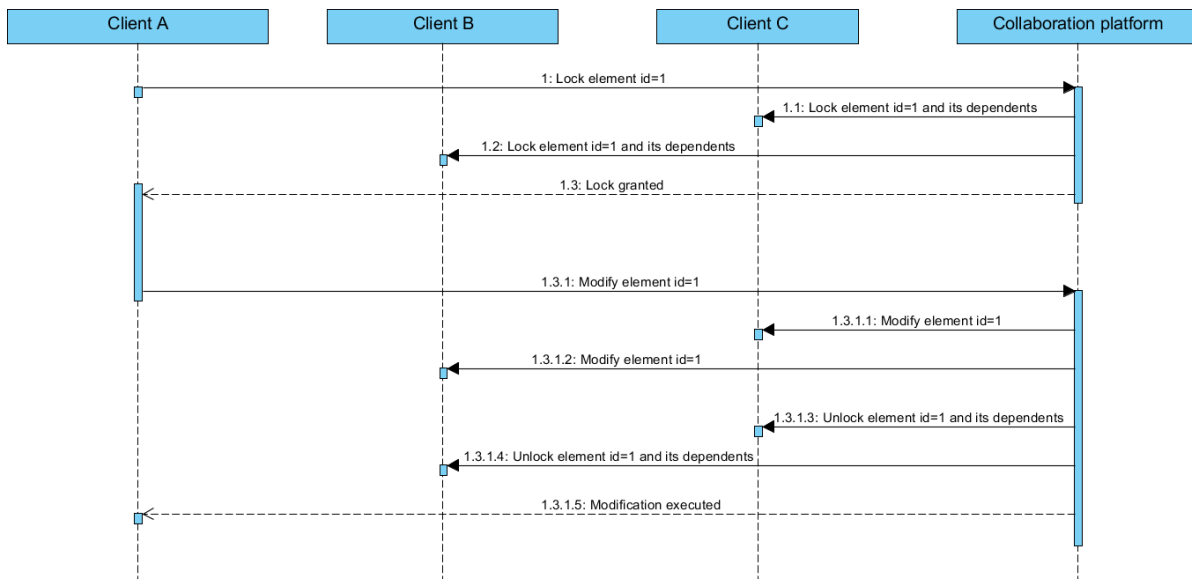 Client A
Client B
Client C
Collaboration platform
1: Lock element id=1
1.1: Lock element id=1 and its dependents
1.2: Lock element id=1 and its dependents
1.3: Lock granted
1.3.1: Modify element id=1
1.3.1.1: Modify element id=1
1.3.1.2: Modify element id=1
1.3.1.3: Unlock element id=1 and its dependents
1.3.1.4: Unlock element id=1 and its dependents
1.3.1.5: Modification executed